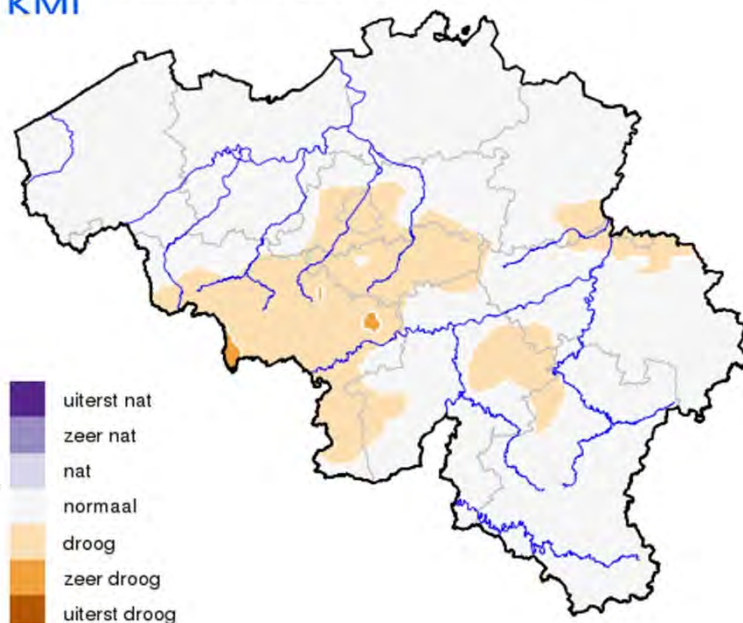 KMI
uiterst nat
zeer nat
nat
normaal
droog
zeer droog
uiterst droog